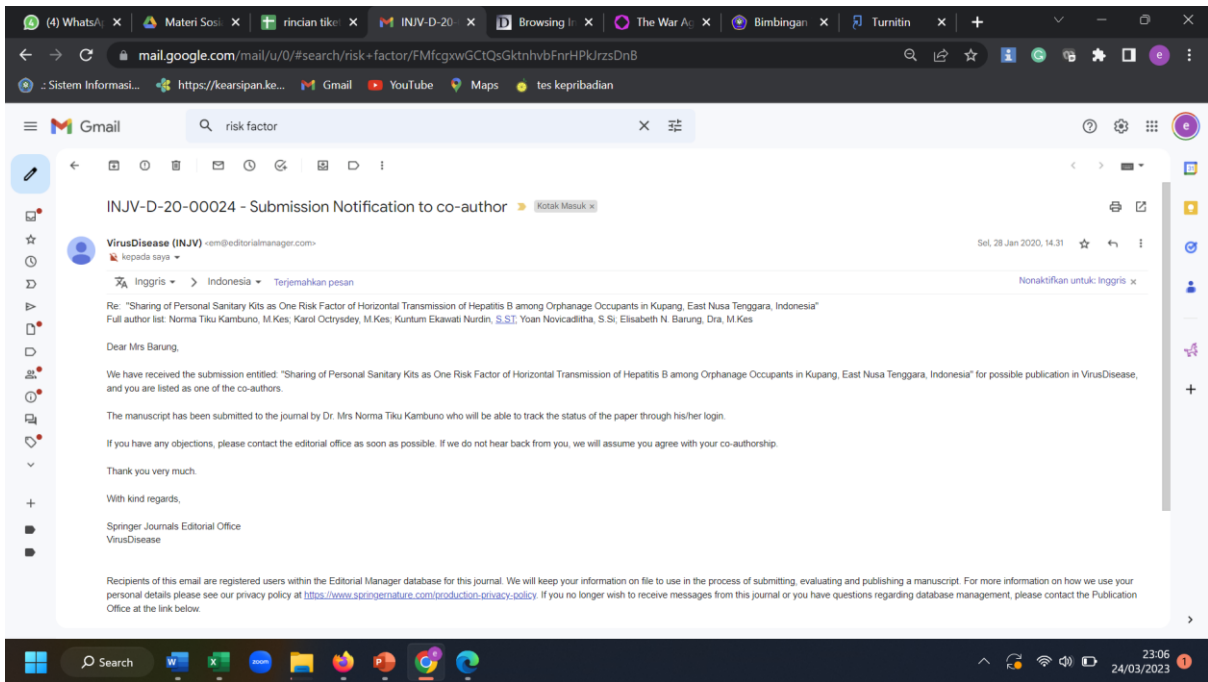 (4) WhatsA
Materi Sosi
rincian tiket
INJV-D-20-
Browsing In
The War Ag
Bimbingan
Turnitin
mail.google.com/mail/u/0/#search/risk+factor/FMfcgxwGCtQsGktnhvbFnrHPkJrzsDnB
.: Sistem Informasi...
https://kearsipan.ke...
Gmail
YouTube
Maps
tes kepribadian
Gmail
risk factor
INJV-D-20-00024 - Submission Notification to co-author
Kotak Masuk x
VirusDisease (INJV) <em@editorialmanager.com>
Sel, 28 Jan 2020, 14.31
kepada saya
Inggris > Indonesia Terjemahkan pesan
Nonaktifkan untuk: Inggris x
Re: "Sharing of Personal Sanitary Kits as One Risk Factor of Horizontal Transmission of Hepatitis B among Orphanage Occupants in Kupang, East Nusa Tenggara, Indonesia"
Full author list: Norma Tiku Kambuno, M.Kes; Karol Octrysdey, M.Kes; Kuntum Ekawati Nurdin, S.ST; Yoan Novicadlitha, S.Si; Elisabeth N. Barung, Dra, M.Kes
Dear Mrs Barung,
We have received the submission entitled: "Sharing of Personal Sanitary Kits as One Risk Factor of Horizontal Transmission of Hepatitis B among Orphanage Occupants in Kupang, East Nusa Tenggara, Indonesia" for possible publication in VirusDisease,
and you are listed as one of the co-authors.
The manuscript has been submitted to the journal by Dr. Mrs Norma Tiku Kambuno who will be able to track the status of the paper through his/her login.
If you have any objections, please contact the editorial office as soon as possible. If we do not hear back from you, we will assume you agree with your co-authorship.
Thank you very much.
With kind regards,
Springer Journals Editorial Office
VirusDisease
Recipients of this email are registered users within the Editorial Manager database for this journal. We will keep your information on file to use in the process of submitting, evaluating and publishing a manuscript. For more information on how we use your
personal details please see our privacy policy at https://www.springernature.com/production-privacy-policy. If you no longer wish to receive messages from this journal or you have questions regarding database management, please contact the Publication
Office at the link below.
Search
23:06
24/03/2023
1